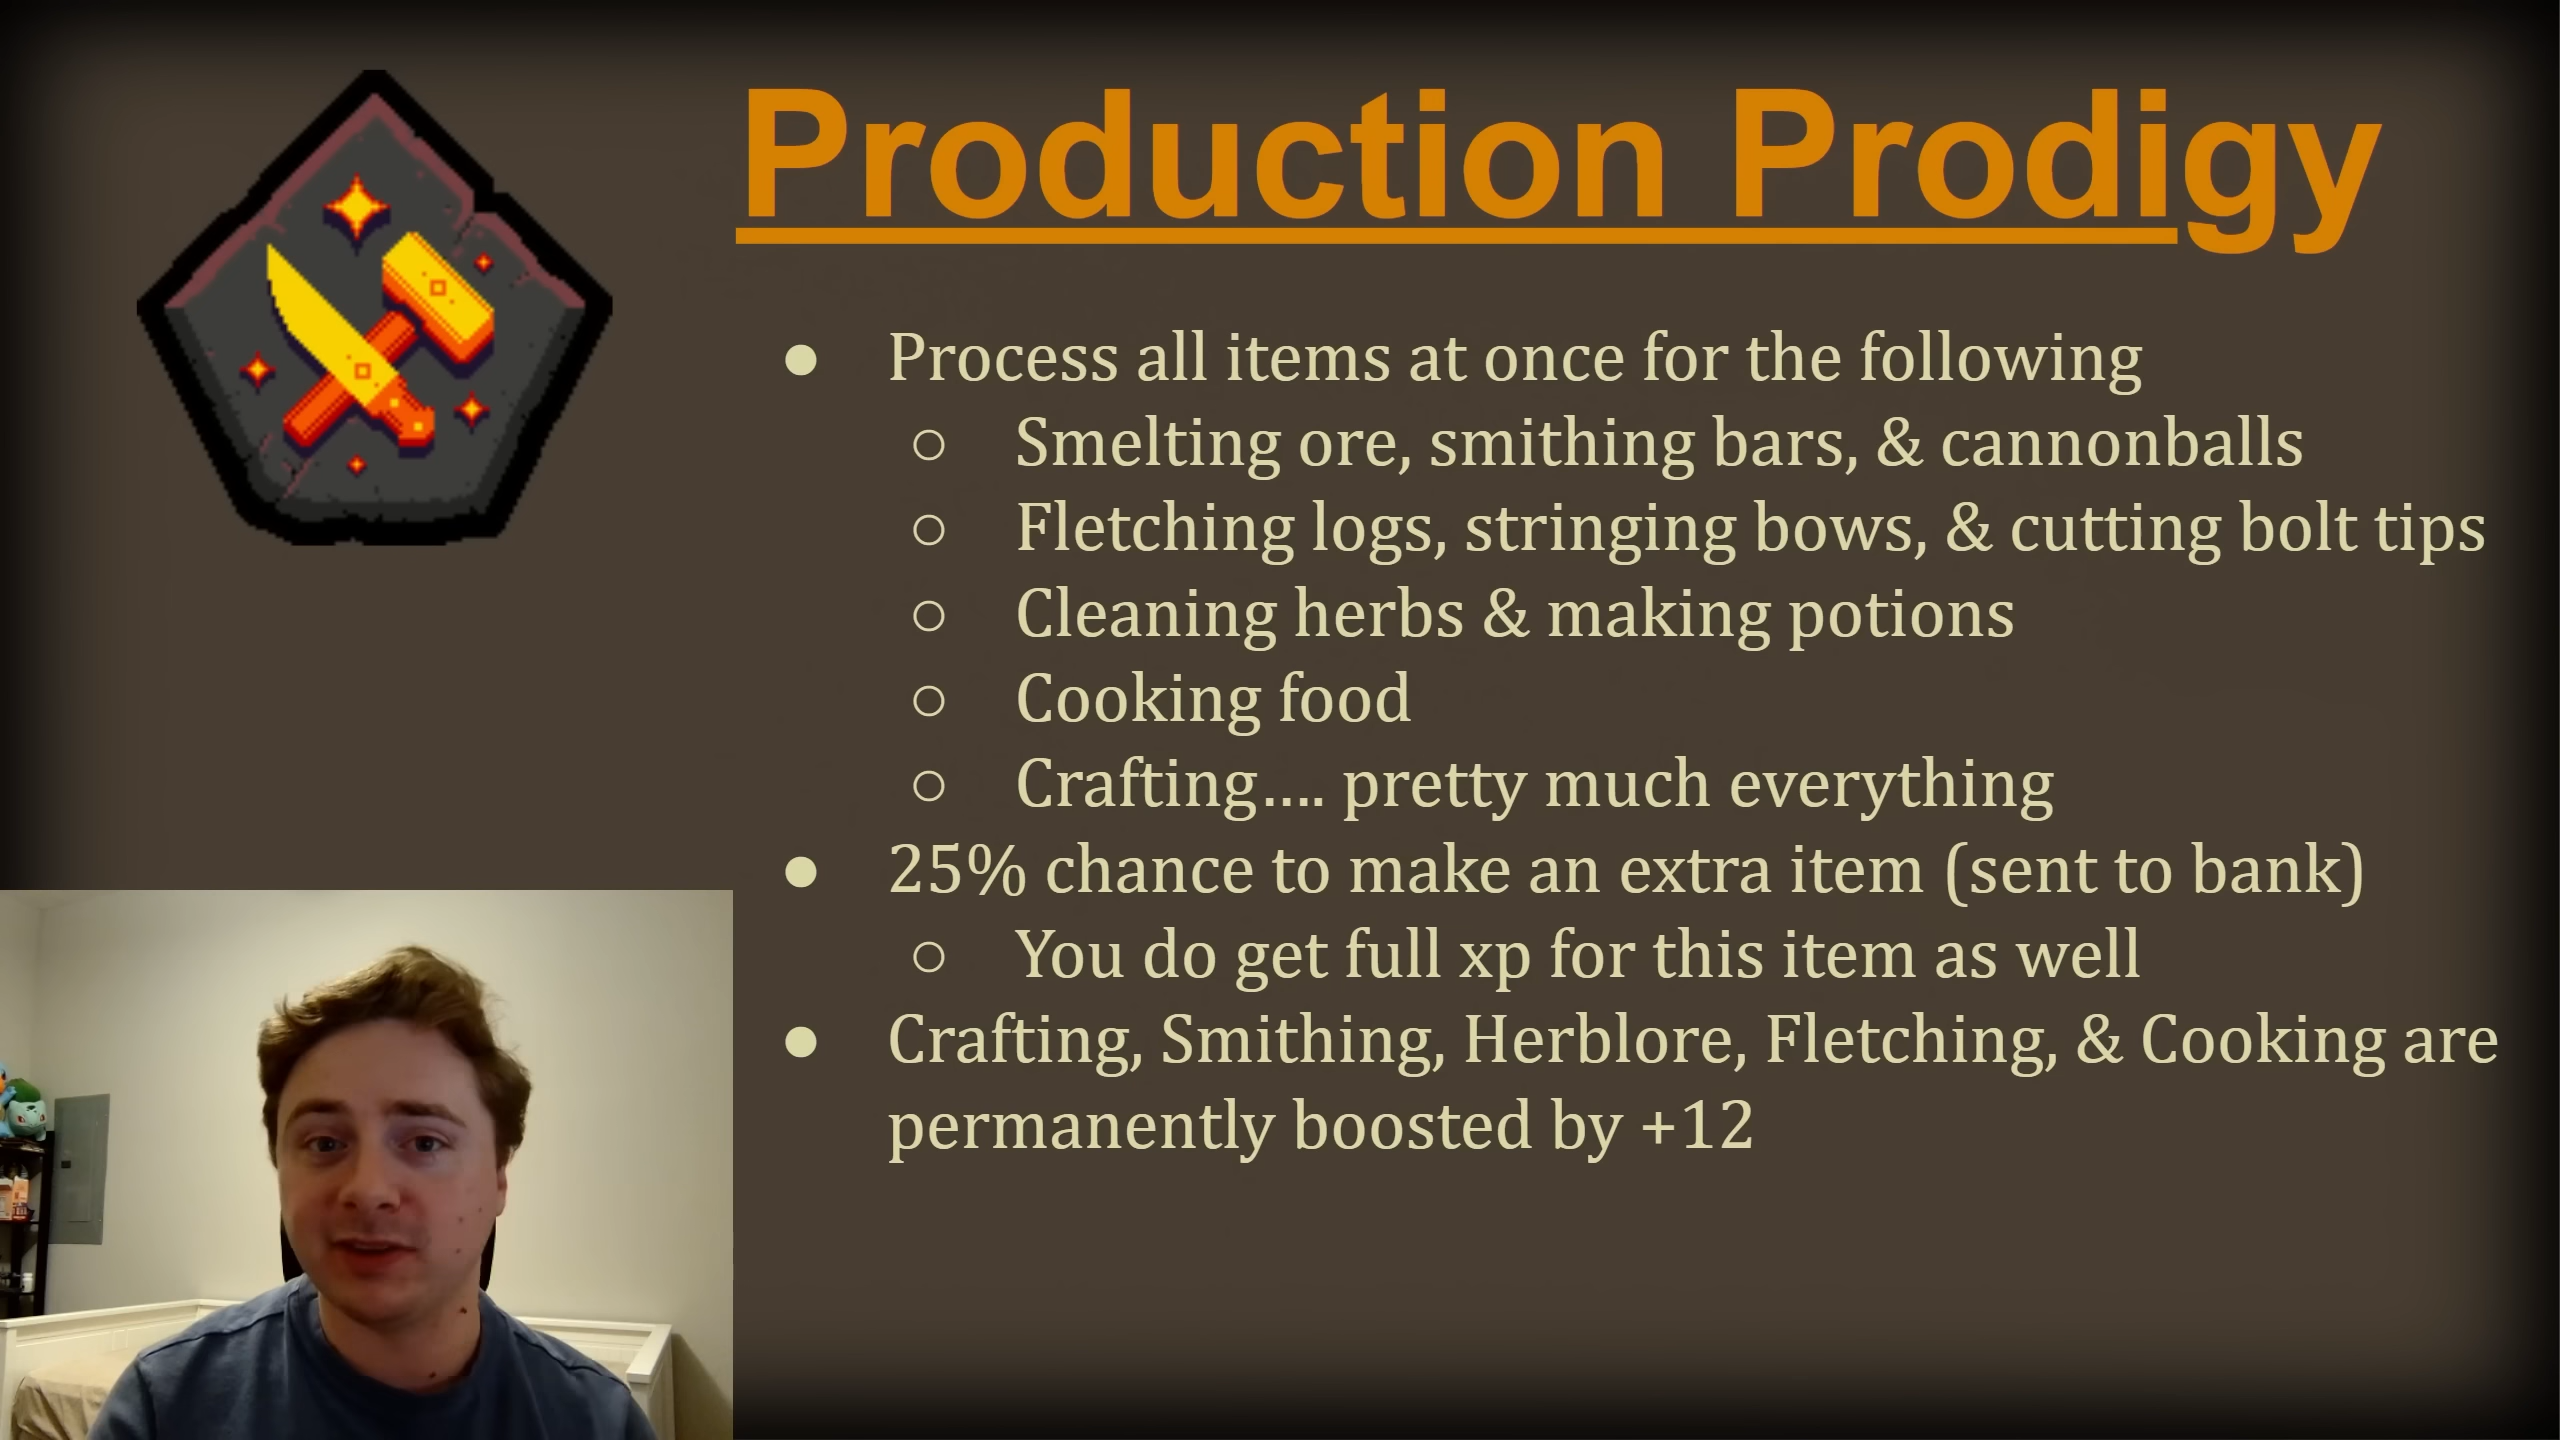 Production Prodigy
● Process all items at once for the following
○ Smelting ore, smithing bars, & cannonballs
○ Fletching logs, stringing bows, & cutting bolt tips
○ Cleaning herbs & making potions
○ Cooking food
○ Crafting.... pretty much everything
● 25% chance to make an extra item (sent to bank)
○ You do get full xp for this item as well
● Crafting, Smithing, Herblore, Fletching, & Cooking are
permanently boosted by +12